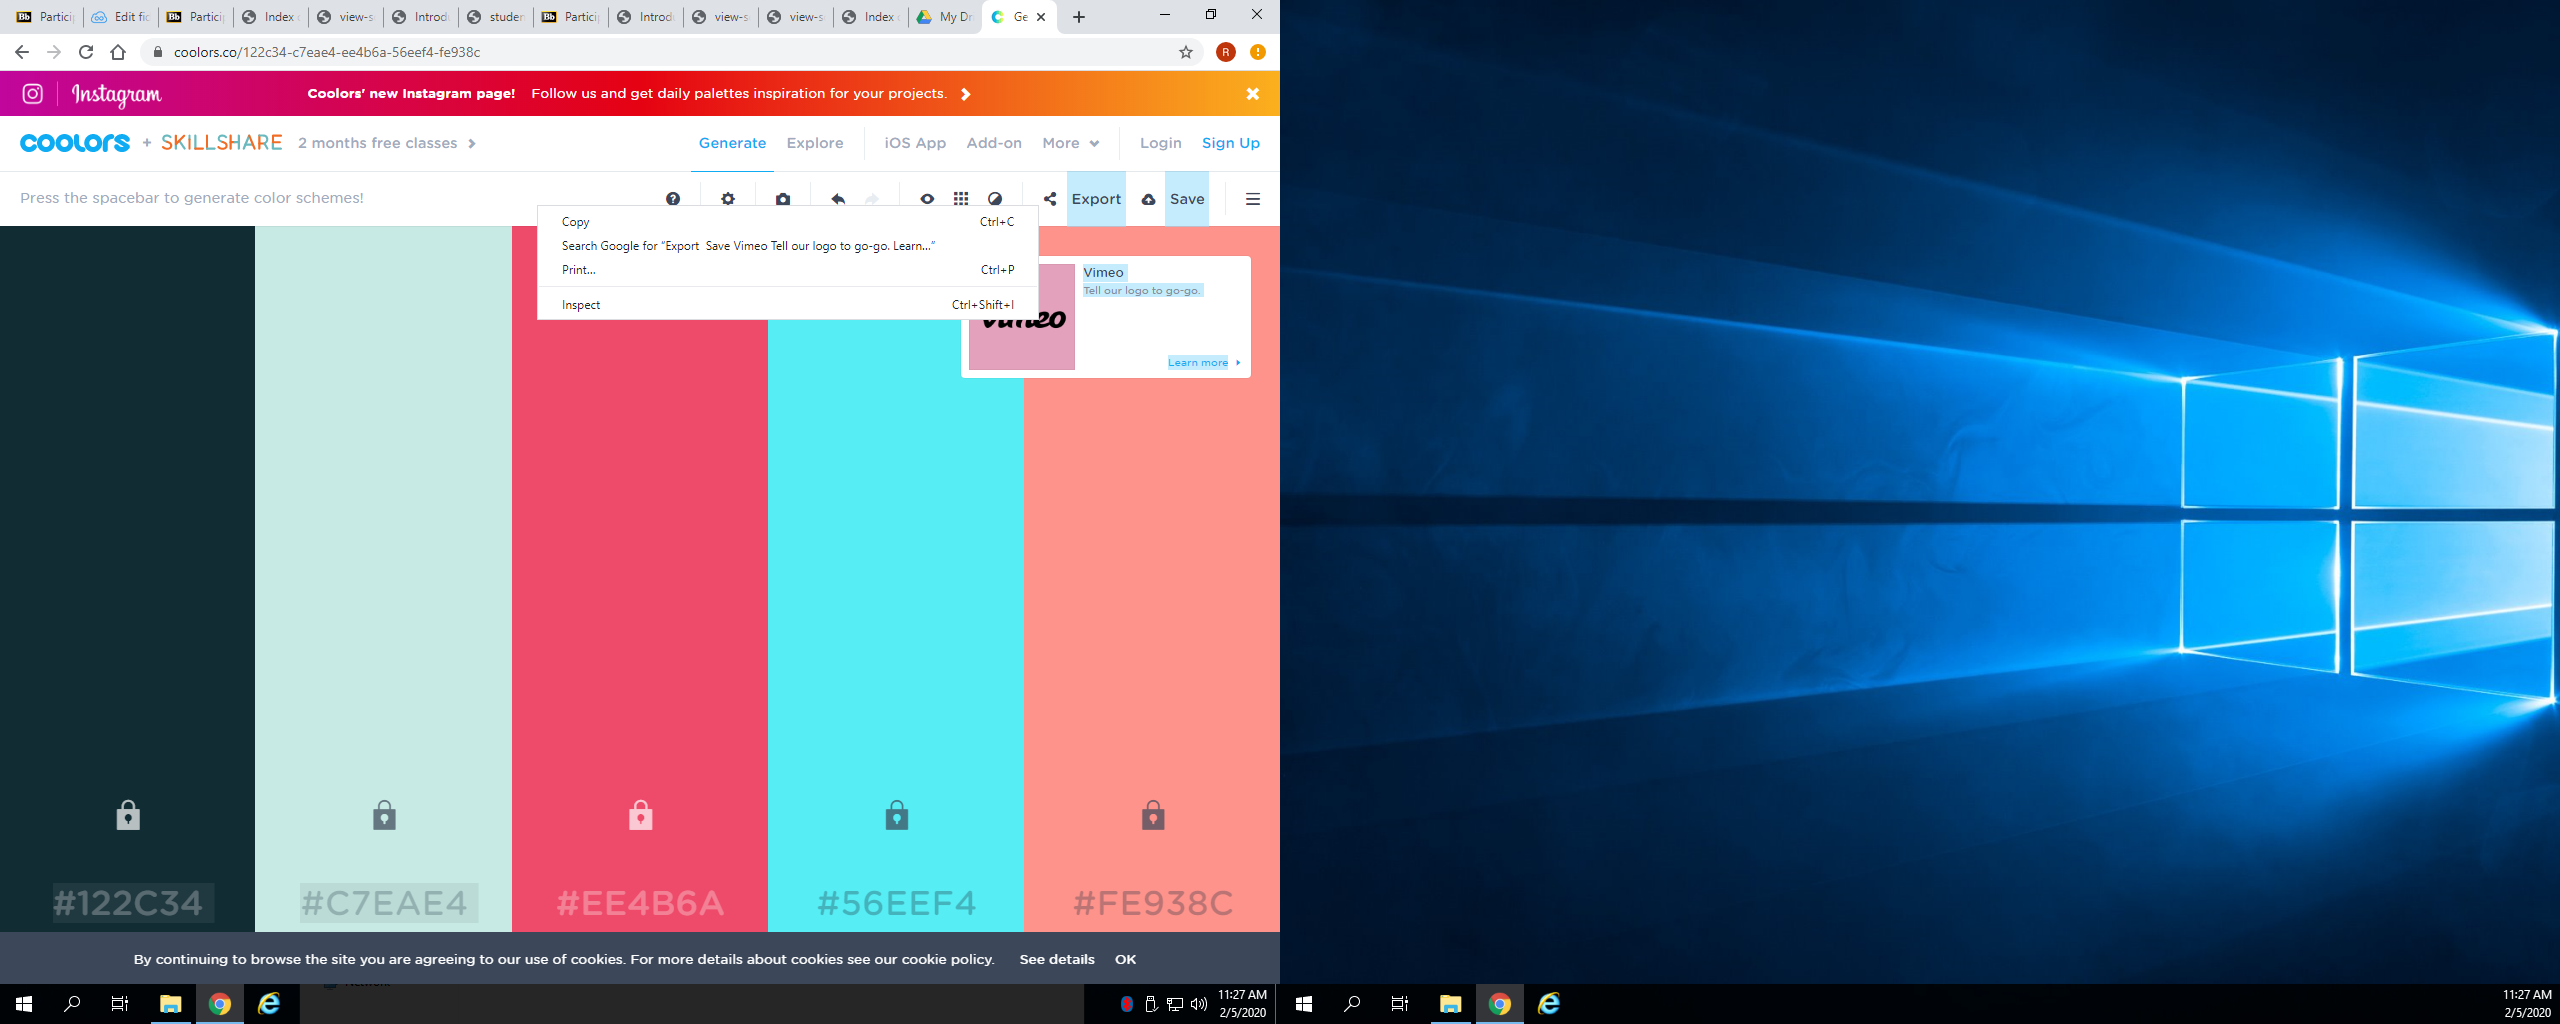 Partici
Edit fic
Partici
Index
view-s
Introd
studen
Partici
Introd
view-s
view-s
Index
My Dr
Ge
coolors.co/122c34-c7eae4-ee4b6a-56eef4-fe938c
R
Instagram
Coolors' new Instagram page! Follow us and get daily palettes inspiration for your projects.
coolors + SKILLSHARE 2 months free classes
Generate Explore iOS App Add-on More Login Sign Up
Press the spacebar to generate color schemes!
Export Save
Copy Ctrl+C
Search Google for “Export  Save Vimeo Tell our logo to go-go. Learn...”
Print... Ctrl+P
Inspect Ctrl+Shift+I
Vimeo
Tell our logo to go-go.
vimeo
Learn more
#122C34
#C7EAE4
#EE4B6A
#56EEF4
#FE938C
By continuing to browse the site you are agreeing to our use of cookies. For more details about cookies see our cookie policy. See details OK
11:27 AM
2/5/2020
11:27 AM
2/5/2020